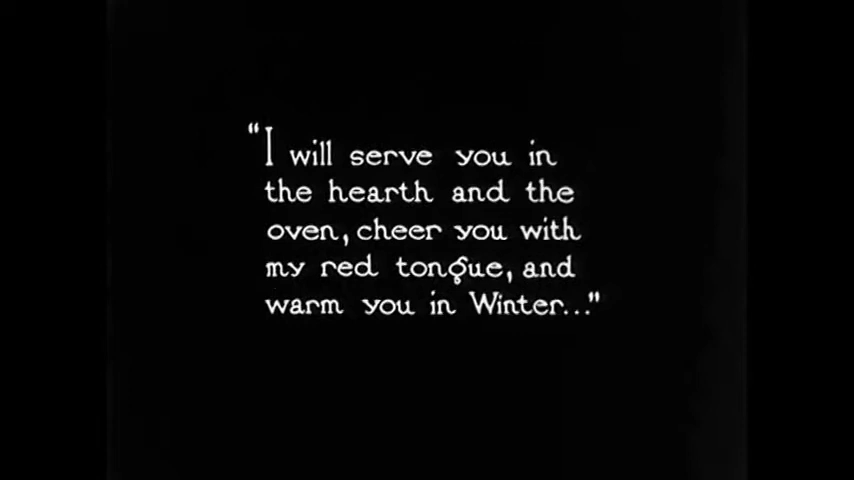 "I will serve you in
the hearth and the
oven, cheer you with
my red tongue, and
warm you in Winter..."